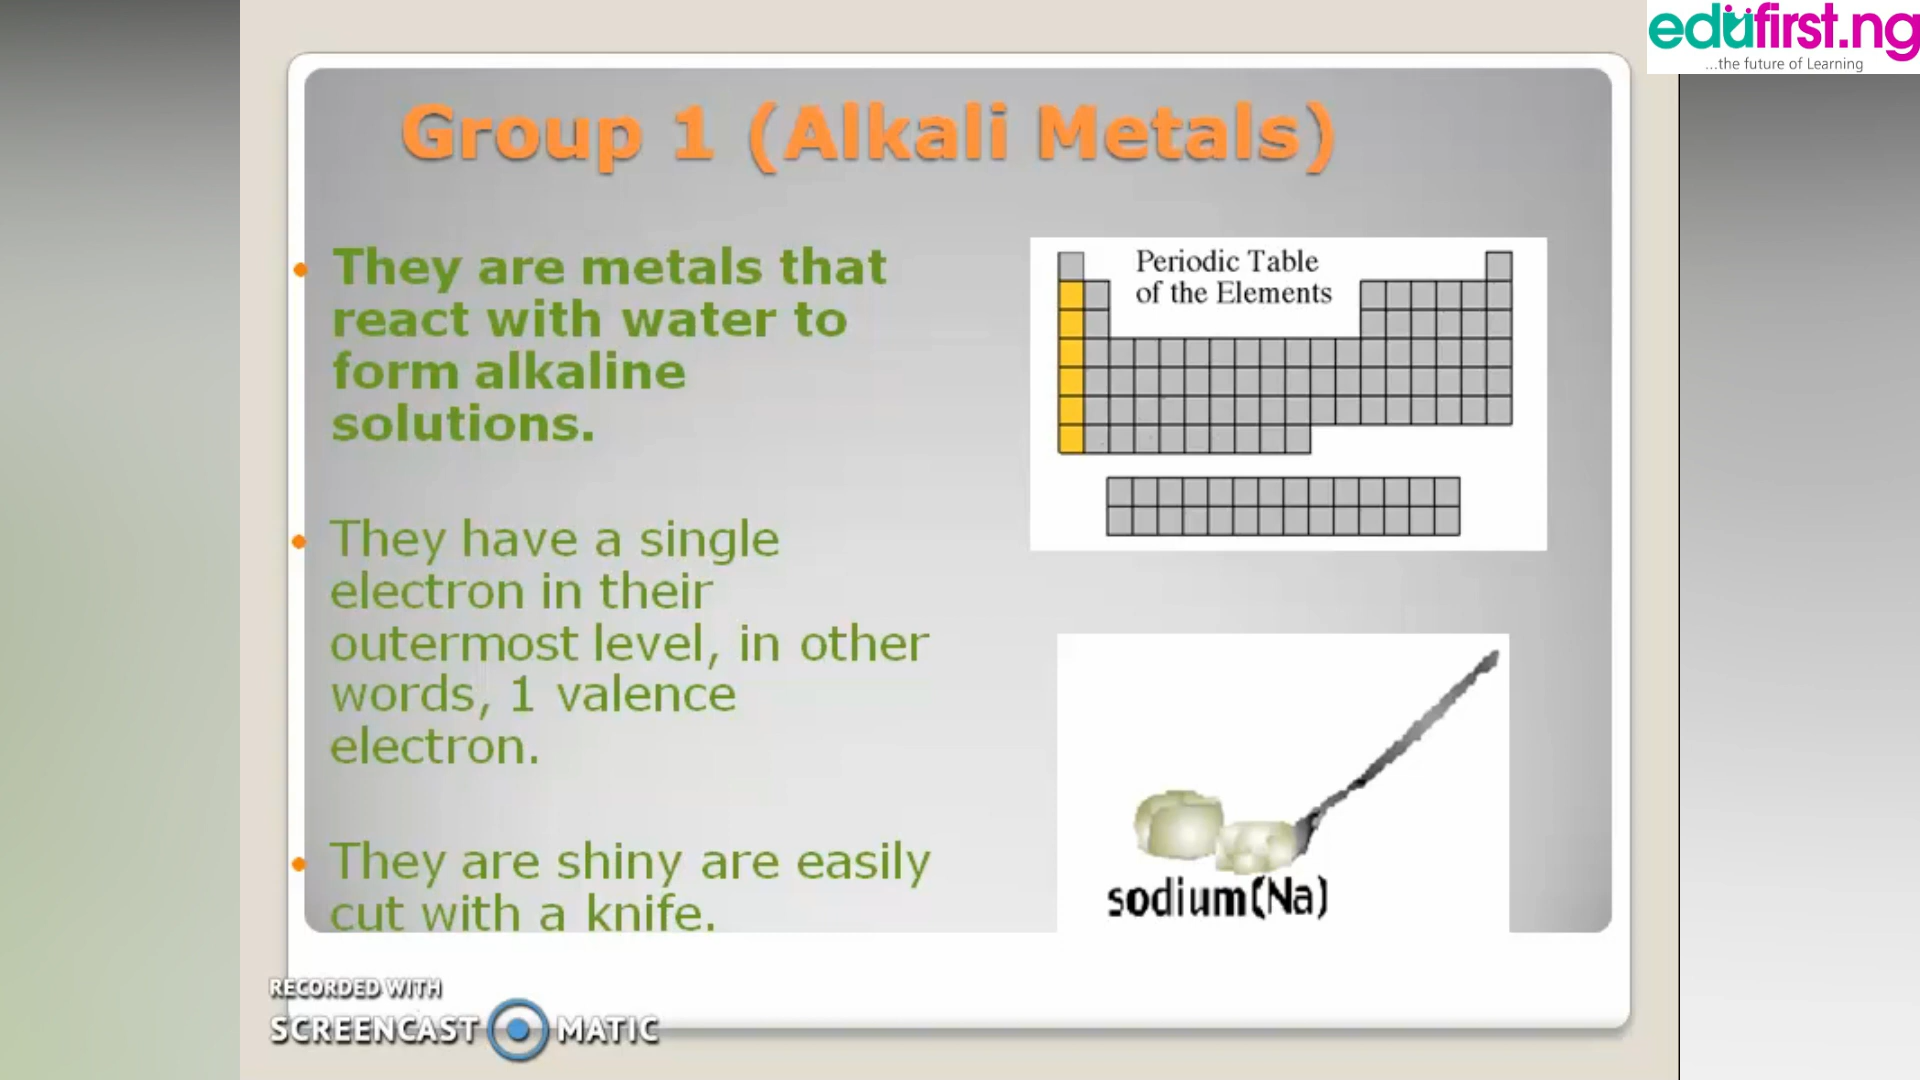 edufirst.ng
...the future of Learning
Group 1 (Alkali Metals)
They are metals that
react with water to
form alkaline
solutions.
They have a single
electron in their
outermost level, in other
words, 1 valence
electron.
They are shiny are easily
cut with a knife.
Periodic Table
of the Elements
sodium(Na)
RECORDED WITH
SCREENCAST MATIC